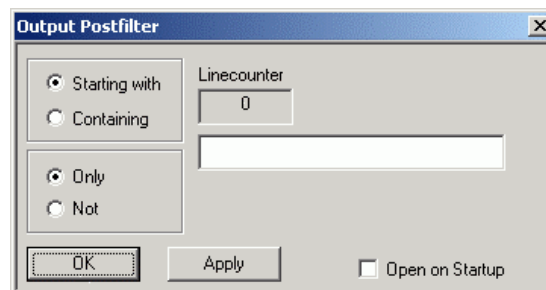 Output Postfilter
Starting with
Containing
Linecounter
0
Only
Not
OK
Apply
Open on Startup